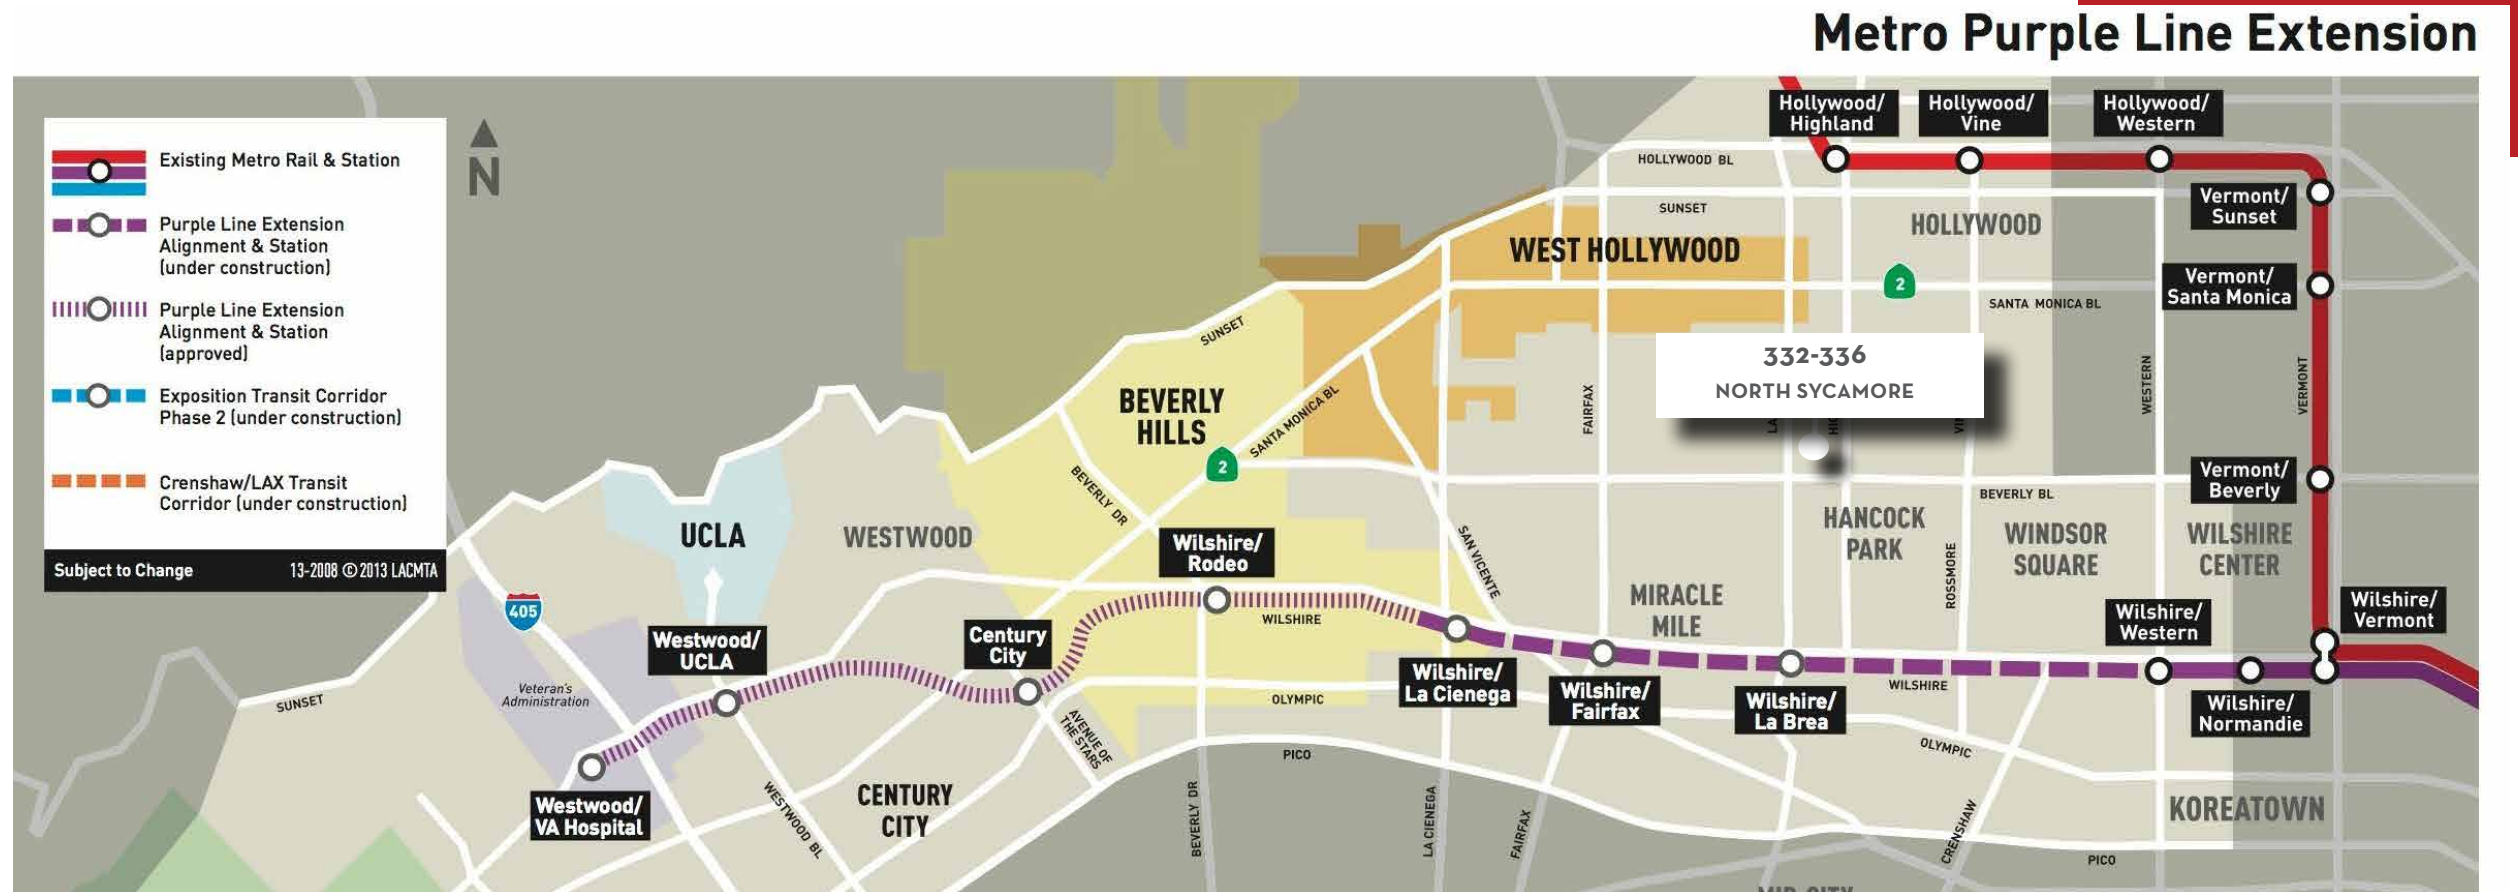 Metro Purple Line Extension
Existing Metro Rail & Station
Purple Line Extension
Alignment & Station
(under construction)
Purple Line Extension
Alignment & Station
(approved)
Exposition Transit Corridor
Phase 2 (under construction)
Crenshaw/LAX Transit
Corridor (under construction)
Subject to Change
13-2008 © 2013 LACMTA
N
Hollywood/
Highland
Hollywood/
Vine
Hollywood/
Western
HOLLYWOOD BL
Vermont/
Sunset
SUNSET
HOLLYWOOD
WEST HOLLYWOOD
2
Vermont/
Santa Monica
SANTA MONICA BL
SUNSET
332-336
NORTH SYCAMORE
FAIRFAX
LA
HI
VI
WESTERN
VERMONT
BEVERLY
HILLS
SANTA MONICA BL
2
BEVERLY DR
Vermont/
Beverly
BEVERLY BL
HANCOCK
PARK
WINDSOR
SQUARE
WILSHIRE
CENTER
UCLA
WESTWOOD
Wilshire/
Rodeo
SAN VICENTE
ROSSMORE
MIRACLE
MILE
405
WILSHIRE
Wilshire/
Western
Wilshire/
Vermont
Westwood/
UCLA
Century
City
Wilshire/
La Cienega
Wilshire/
Fairfax
Wilshire/
La Brea
WILSHIRE
Wilshire/
Normandie
Veteran's
Administration
SUNSET
OLYMPIC
AVENUE OF
THE STARS
OLYMPIC
PICO
Westwood/
VA Hospital
WESTWOOD BL
CENTURY
CITY
BEVERLY DR
LA CIENEGA
FAIRFAX
CRENSHAW
KOREATOWN
PICO
MID-CITY